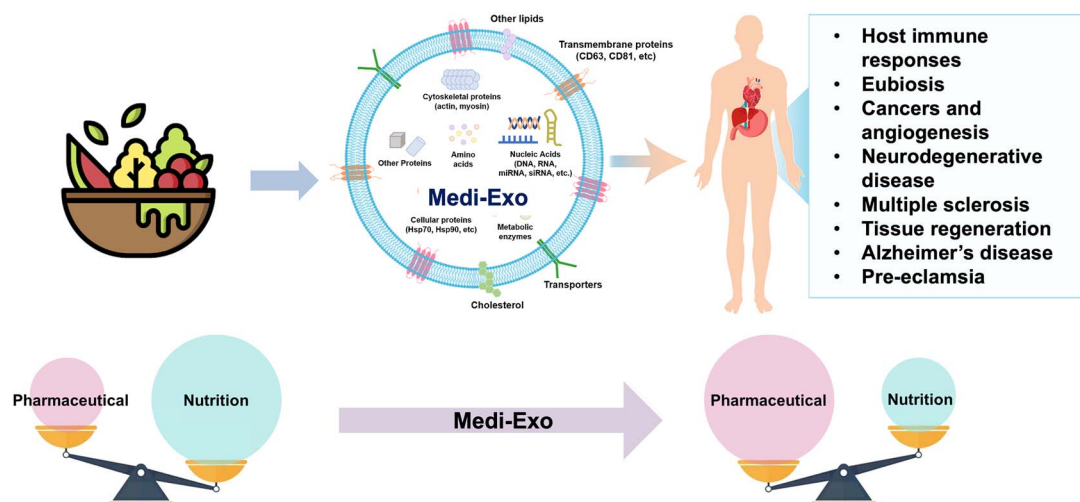 Other lipids
Transmembrane proteins
(CD63, CD81, etc)
Cytoskeletal proteins
(actin, myosin)
Other Proteins
Amino
acids
Nucleic Acids
(DNA, RNA,
miRNA, siRNA, etc.)
Medi-Exo
Cellular proteins
(Hsp70, Hsp90, etc)
Metabolic
enzymes
Transporters
Cholesterol
• Host immune
responses
• Eubiosis
• Cancers and
angiogenesis
• Neurodegenerative
disease
• Multiple sclerosis
• Tissue regeneration
• Alzheimer's disease
• Pre-eclamsia
Pharmaceutical
Nutrition
Medi-Exo
Pharmaceutical
Nutrition